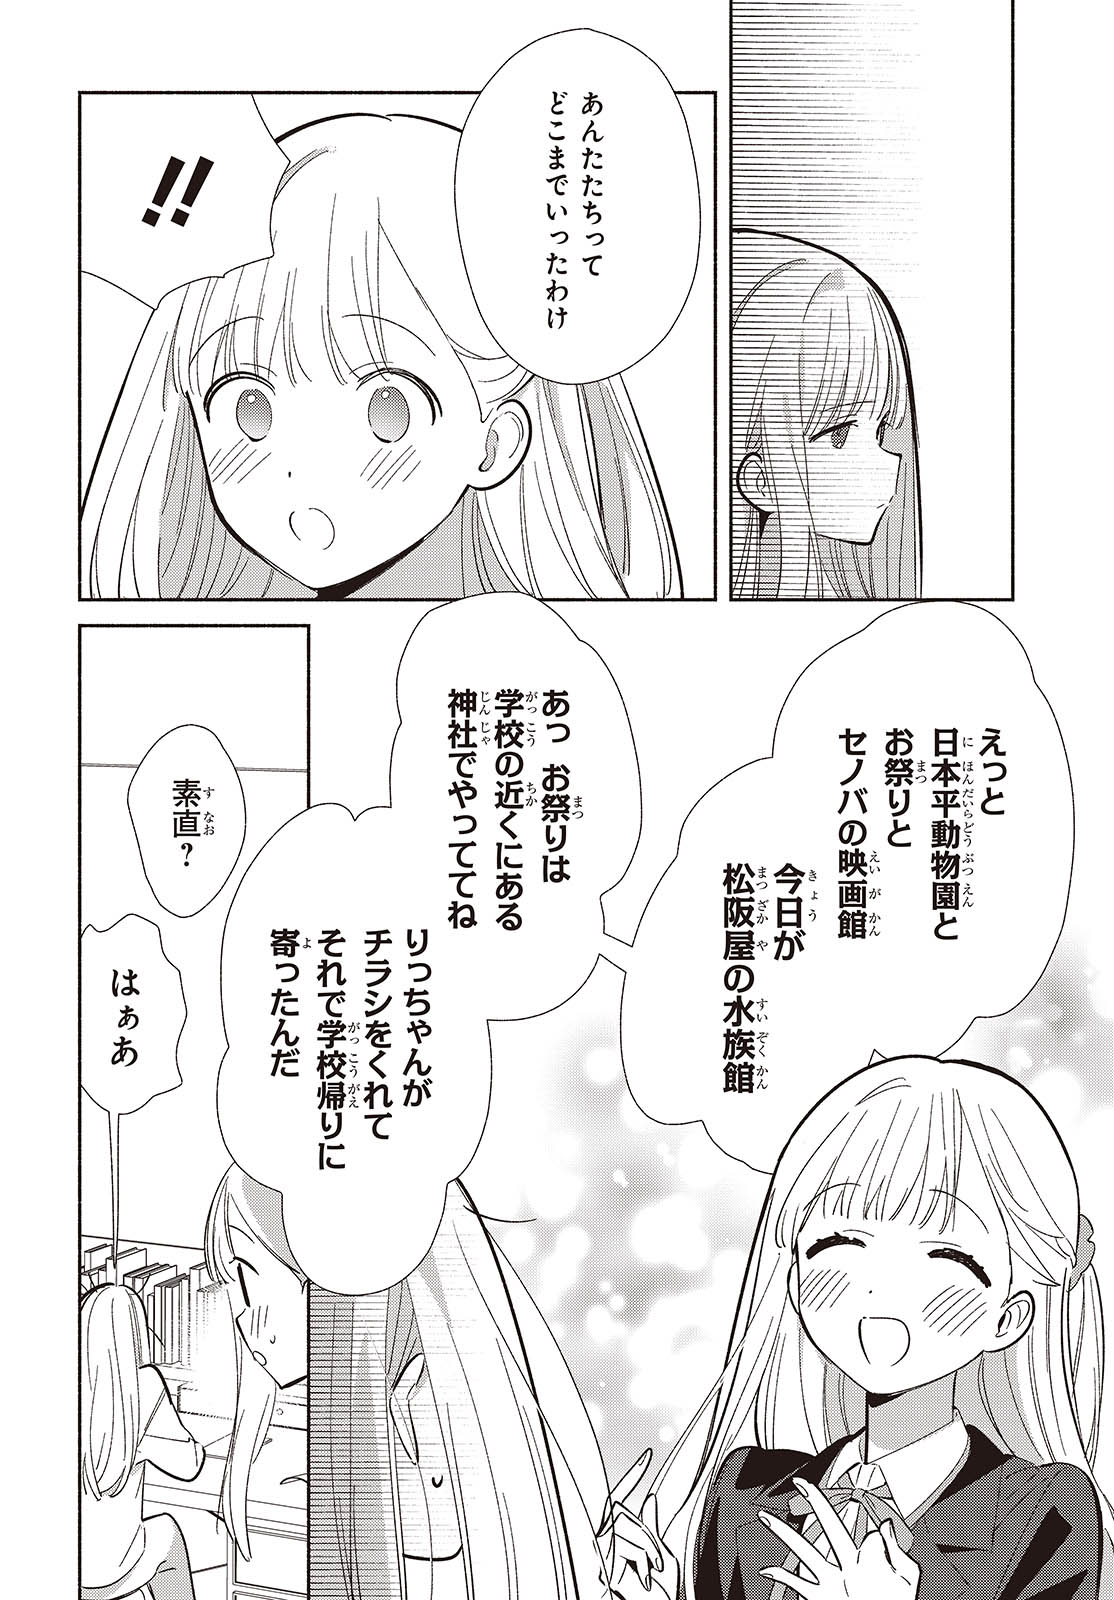 あんたたちって
どこまでいったわけ
!!
えっと
日本平動物園と
お祭りと
セノバの映画館
今日が
松阪屋の水族館
あっ お祭りは
学校の近くにある
神社でやっててね
りっちゃんが
チラシをくれて
それで学校帰りに
寄ったんだ
素直?
はぁあ